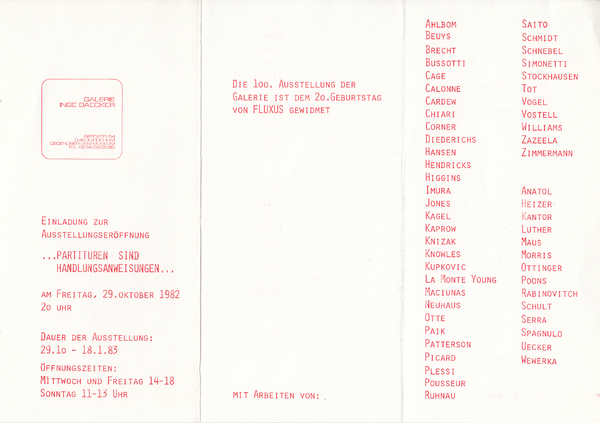 GALERIE
INGE BAECKER
EINLADUNG ZUR
AUSSTELLUNGSERÖFFNUNG
...PARTITUREN SIND
HANDLUNGSANWEISUNGEN...
AM FREITAG, 29.OKTOBER 1982
20 UHR
DAUER DER AUSSTELLUNG:
29.10 - 18.1.83
ÖFFNUNGSZEITEN:
MITTWOCH UND FREITAG 14-18
SONNTAG 11-13 UHR
DIE 100. AUSSTELLUNG DER
GALERIE IST DEM 20.GEBURTSTAG
VON FLUXUS GEWIDMET
MIT ARBEITEN VON:
AHLBOM
BEUYS
BRECHT
BUSSOTTI
CAGE
CALONNE
CARDEW
CHIARI
CORNER
DIEDERICHS
HANSEN
HENDRICKS
HIGGINS
IMURA
JONES
KAGEL
KAPROW
KNIZAK
KNOWLES
KUPKOVIC
LA MONTE YOUNG
MACIUNAS
NEUHAUS
OTTE
PAIK
PATTERSON
PICARD
PLESSI
POUSSEUR
RUHNAU
SAITO
SCHMIDT
SCHNEBEL
SIMONETTI
STOCKHAUSEN
TOT
VOGEL
VOSTELL
WILLIAMS
ZAZEELA
ZIMMERMANN
ANATOL
HEIZER
KANTOR
LUTHER
MAUS
MORRIS
OTTINGER
POONS
RABINOVITCH
SCHULT
SERRA
SPAGNULO
UECKER
WEWERKA